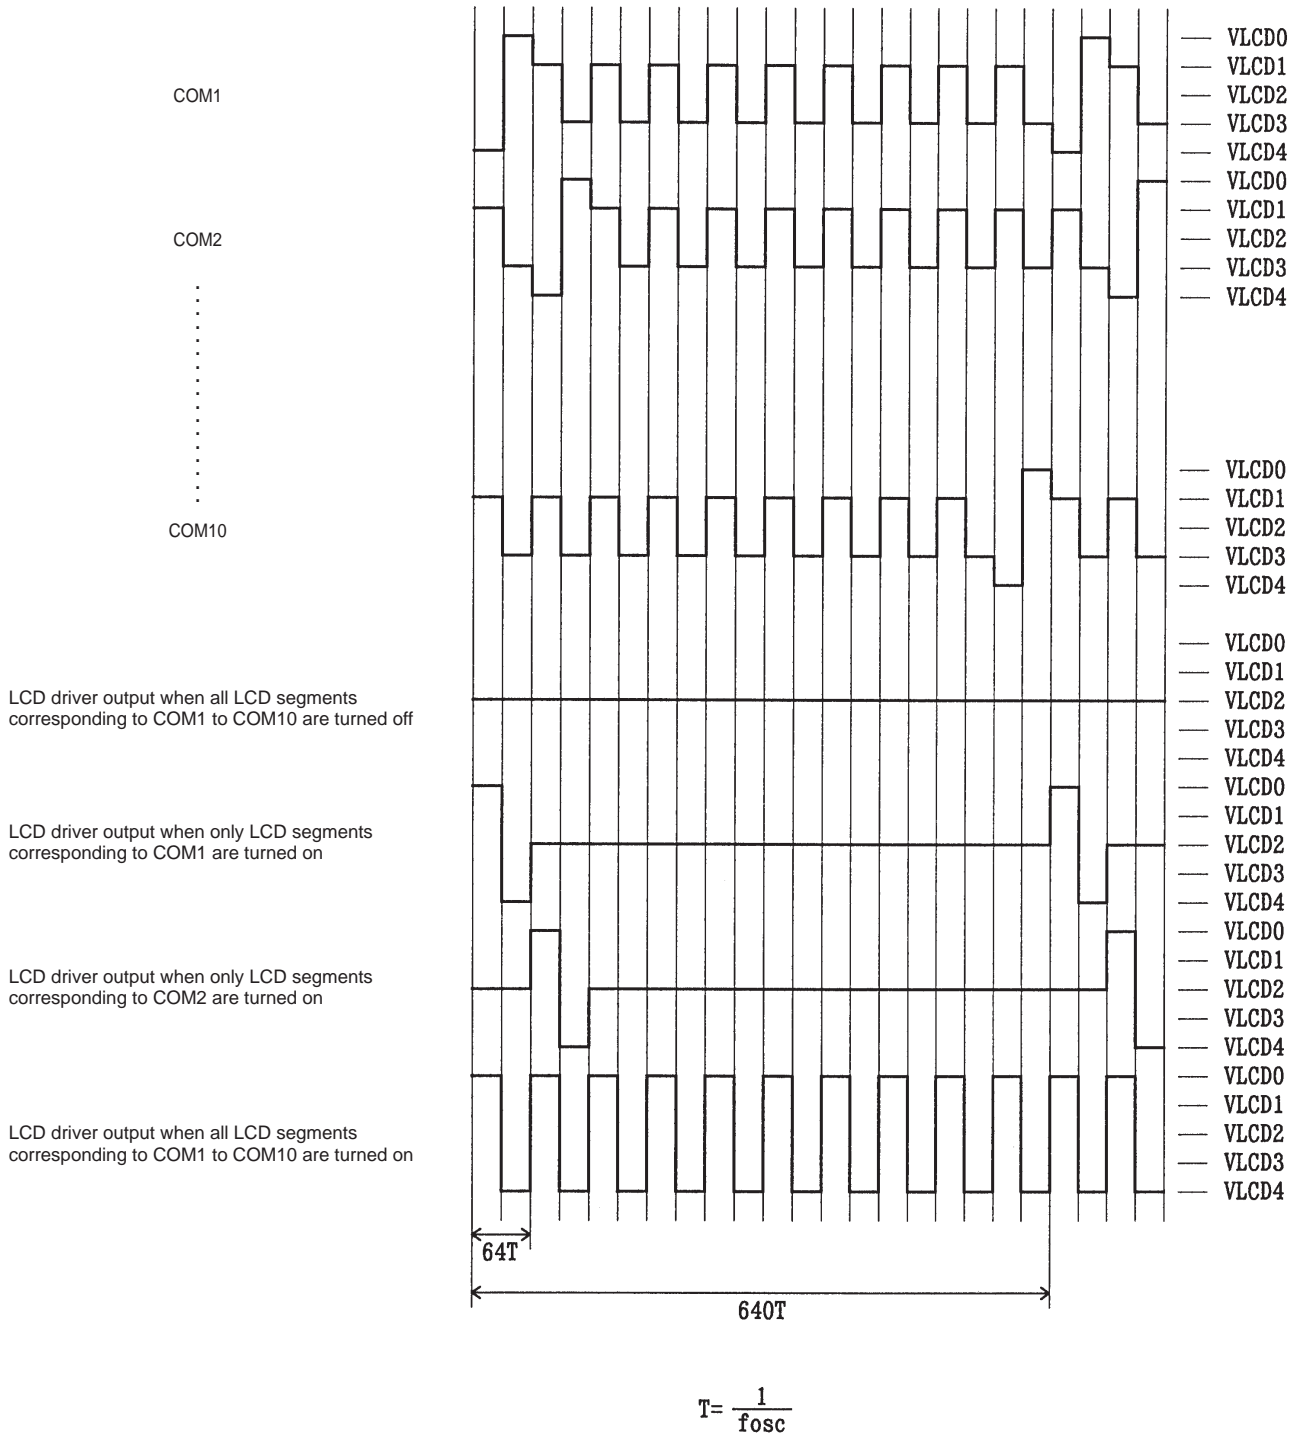 VLCD0
VLCD1
COM1
VLCD2
VLCD3
VLCD4
VLCD0
VLCD1
COM2
VLCD2
VLCD3
VLCD4
VLCD0
VLCD1
COM10
VLCD2
VLCD3
VLCD4
VLCD0
VLCD1
LCD driver output when all LCD segments
corresponding to COM1 to COM10 are turned off
VLCD2
VLCD3
VLCD4
VLCD0
VLCD1
LCD driver output when only LCD segments
corresponding to COM1 are turned on
VLCD2
VLCD3
VLCD4
VLCD0
VLCD1
LCD driver output when only LCD segments
corresponding to COM2 are turned on
VLCD2
VLCD3
VLCD4
VLCD0
VLCD1
LCD driver output when all LCD segments
corresponding to COM1 to COM10 are turned on
VLCD2
VLCD3
VLCD4
64T
640T
T= 1
fosc